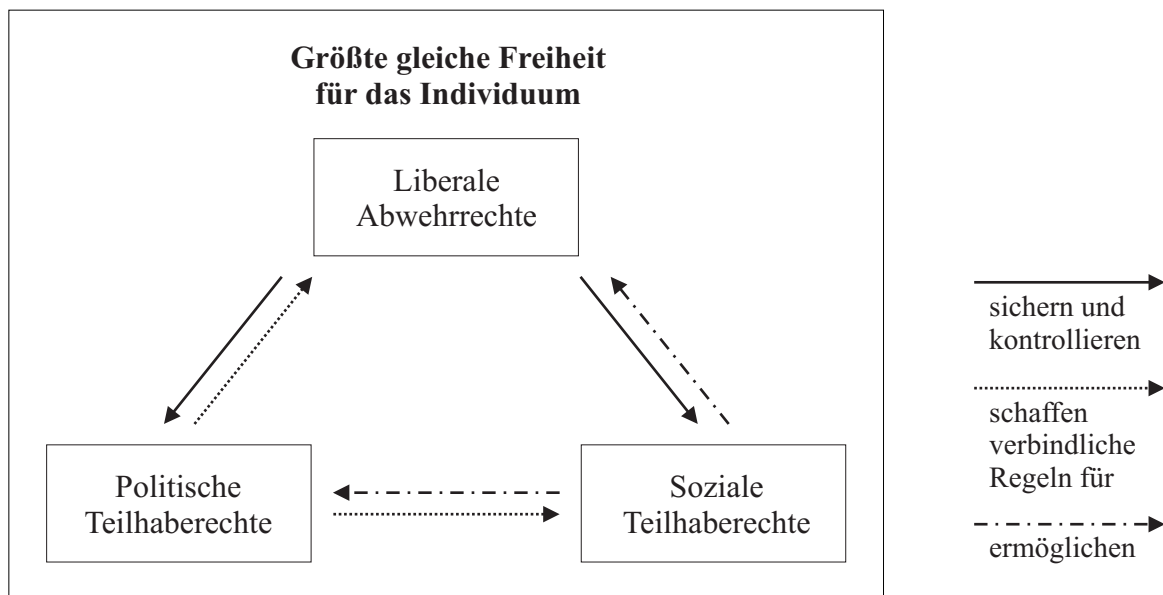 Größte gleiche Freiheit
für das Individuum
Liberale
Abwehrrechte
Politische
Teilhaberechte
Soziale
Teilhaberechte
sichern und
kontrollieren
schaffen
verbindliche
Regeln für
ermöglichen